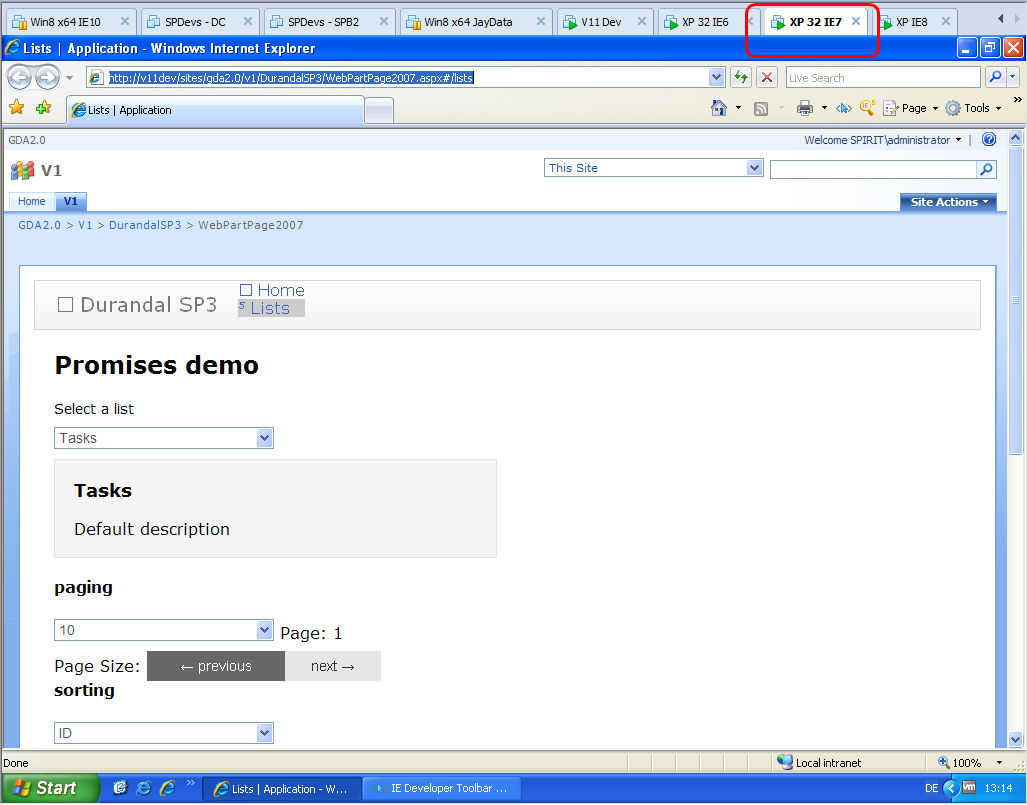 Win8 x64 IE10 SPDevs - DC SPDevs - SPB2 Win8 x64 JayData V11 Dev XP 32 IE6 XP 32 IE7 XP IE8
Lists | Application - Windows Internet Explorer
http://v11dev/sites/gda2.0/v1/DurandalSP3/WebPartPage2007.aspx#/lists Live Search
Lists | Application Page Tools
GDA2.0 Welcome SPIRIT\administrator
V1 This Site
Home V1 Site Actions
GDA2.0 > V1 > DurandalSP3 > WebPartPage2007
Home
Durandal SP3
5 Lists
Promises demo
Select a list
Tasks
Tasks
Default description
paging
10 Page: 1
Page Size: ← previous next →
sorting
ID
Done Local intranet 100%
Start Lists | Application - W... IE Developer Toolbar ... DE 13:14